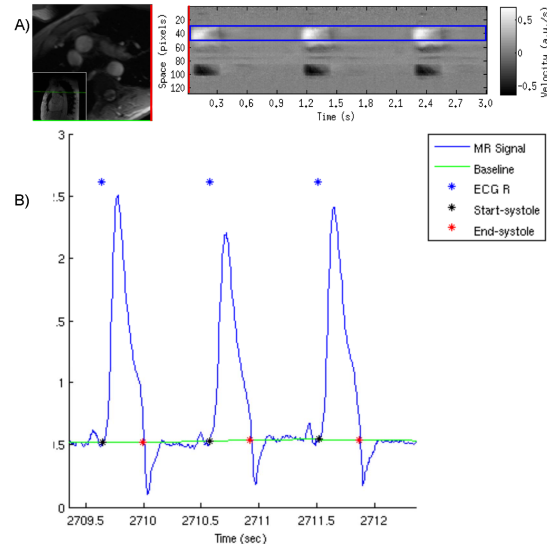 A)
Space (pixels)
20
40
60
80
100
120
0.3
0.6
0.9
1.2
1.5
1.8
2.1
2.4
2.7
3.0
Time (s)
0.5
0
-0.5
Velocity (a.u./s)
B)
3
.5
2
.5
1
.5
0
2709.5
2710
2710.5
2711
2711.5
2712
Time (sec)
MR Signal
Baseline
ECG R
Start-systole
End-systole